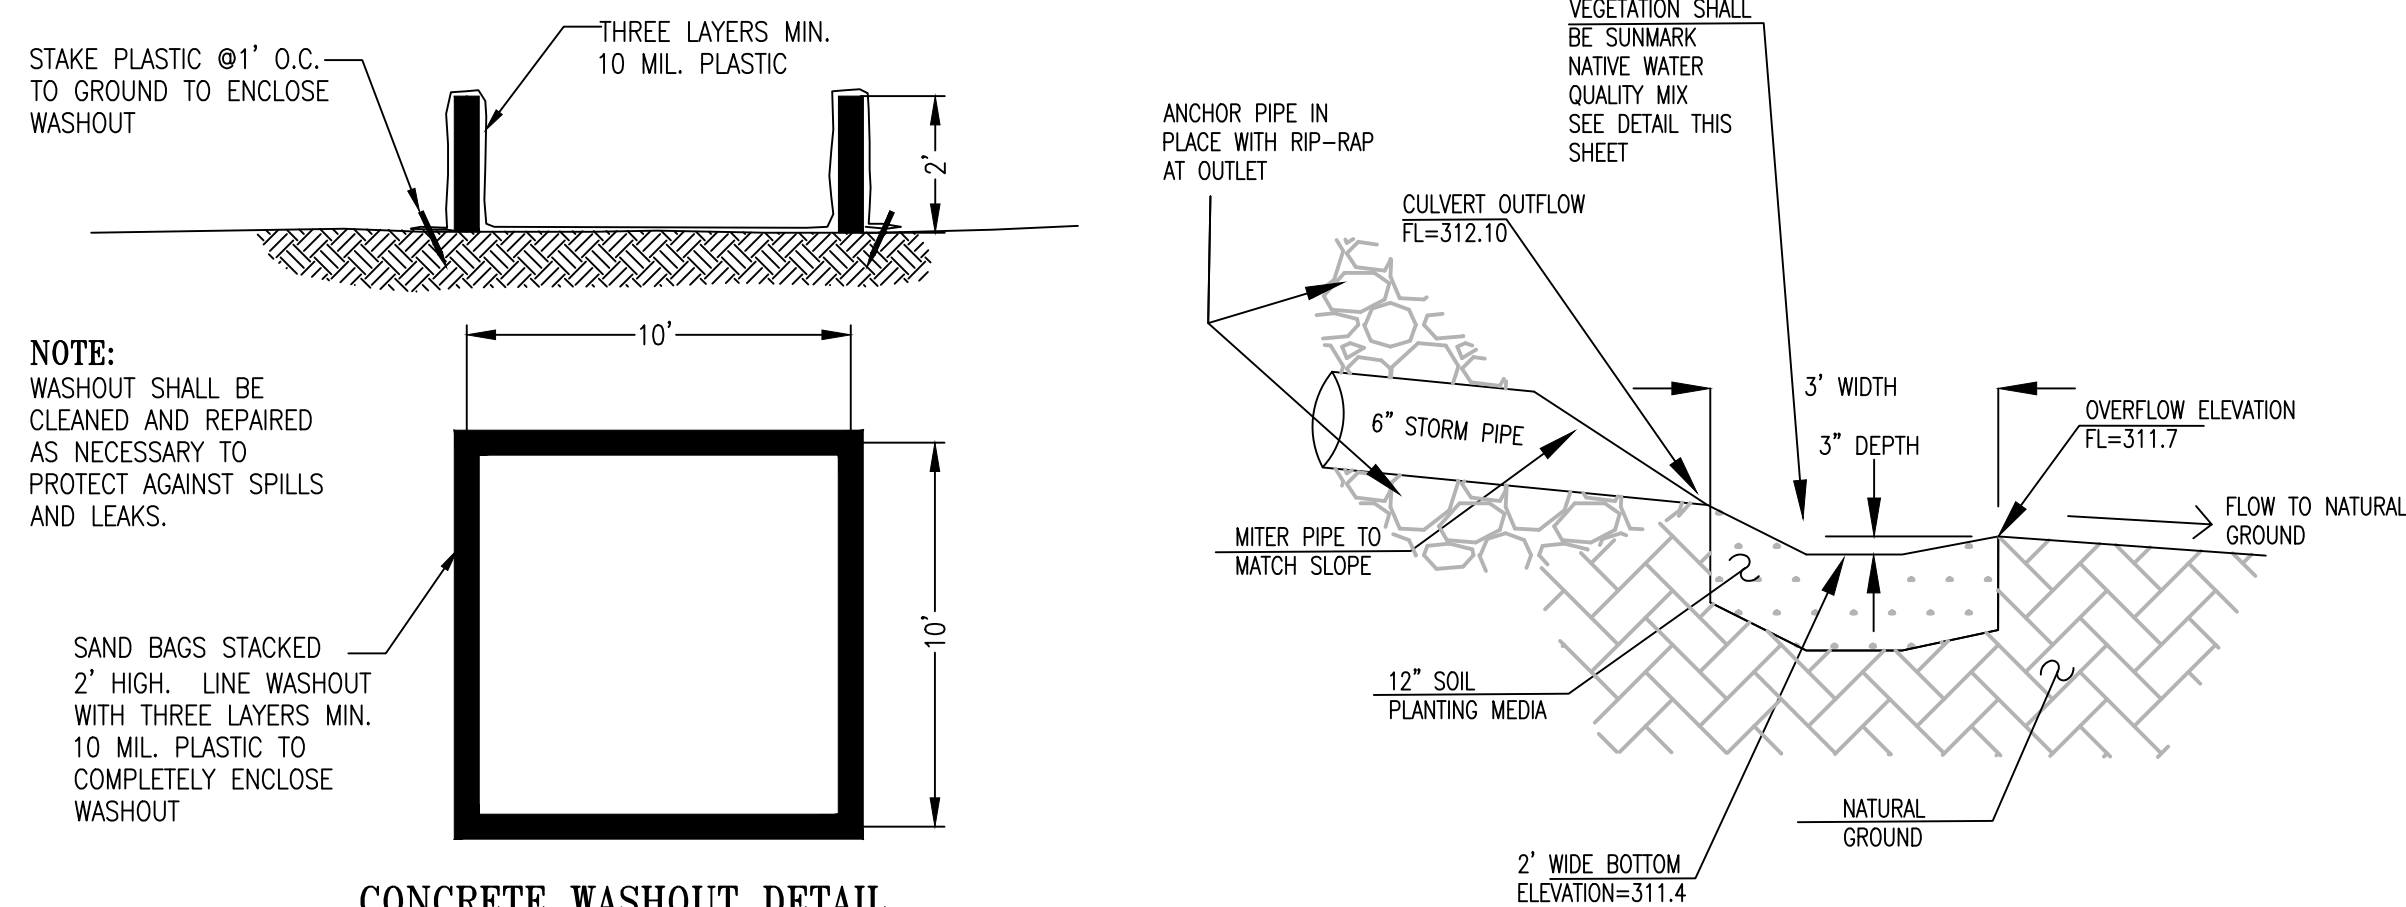 STAKE PLASTIC @1' O.C.
TO GROUND TO ENCLOSE
WASHOUT
THREE LAYERS MIN.
10 MIL. PLASTIC
2'
10'
NOTE:
WASHOUT SHALL BE
CLEANED AND REPAIRED
AS NECESSARY TO
PROTECT AGAINST SPILLS
AND LEAKS.
10'
SAND BAGS STACKED
2' HIGH. LINE WASHOUT
WITH THREE LAYERS MIN.
10 MIL. PLASTIC TO
COMPLETELY ENCLOSE
WASHOUT
CONCRETE WASHOUT DETAIL
VEGETATION SHALL
BE SUNMARK
NATIVE WATER
QUALITY MIX
SEE DETAIL THIS
SHEET
ANCHOR PIPE IN
PLACE WITH RIP-RAP
AT OUTLET
CULVERT OUTFLOW
FL=312.10
3' WIDTH
3" DEPTH
OVERFLOW ELEVATION
FL=311.7
6" STORM PIPE
FLOW TO NATURAL
GROUND
MITER PIPE TO
MATCH SLOPE
12" SOIL
PLANTING MEDIA
NATURAL
GROUND
2' WIDE BOTTOM
ELEVATION=311.4